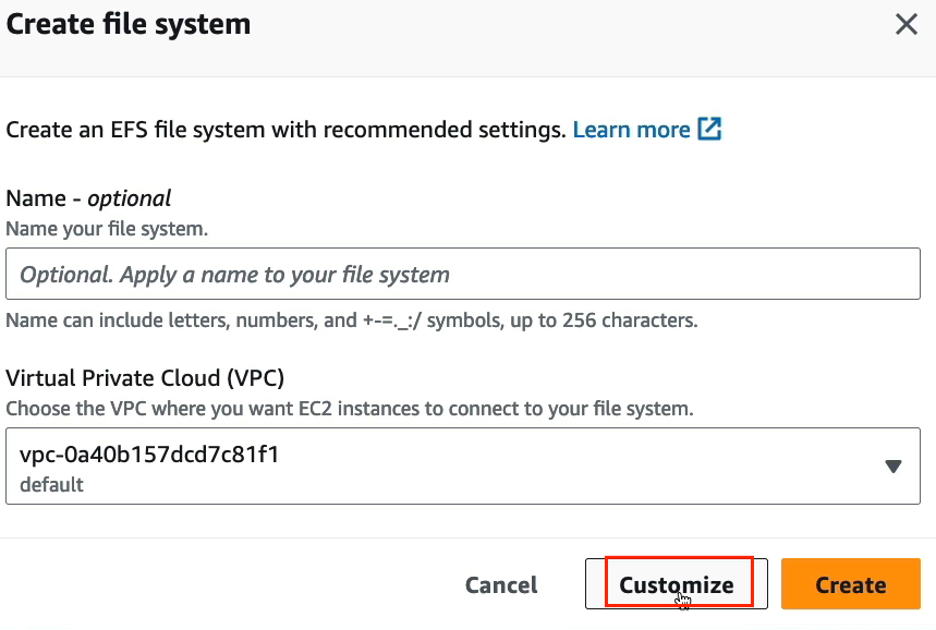 Create file system
Create an EFS file system with recommended settings. Learn more
Name - optional
Name your file system.
Optional. Apply a name to your file system
Name can include letters, numbers, and +-=._:/ symbols, up to 256 characters.
Virtual Private Cloud (VPC)
Choose the VPC where you want EC2 instances to connect to your file system.
vpc-0a40b157dcd7c81f1
default
Cancel Customize Create